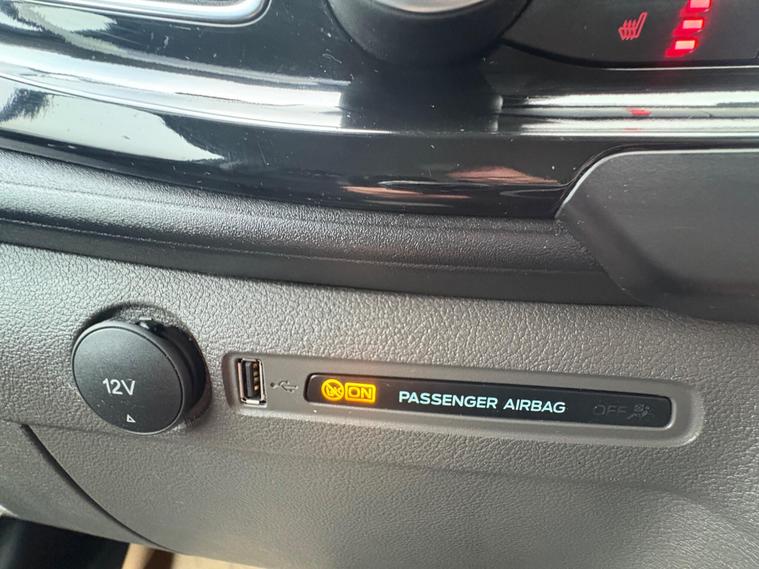 12V
ON PASSENGER AIRBAG OFF